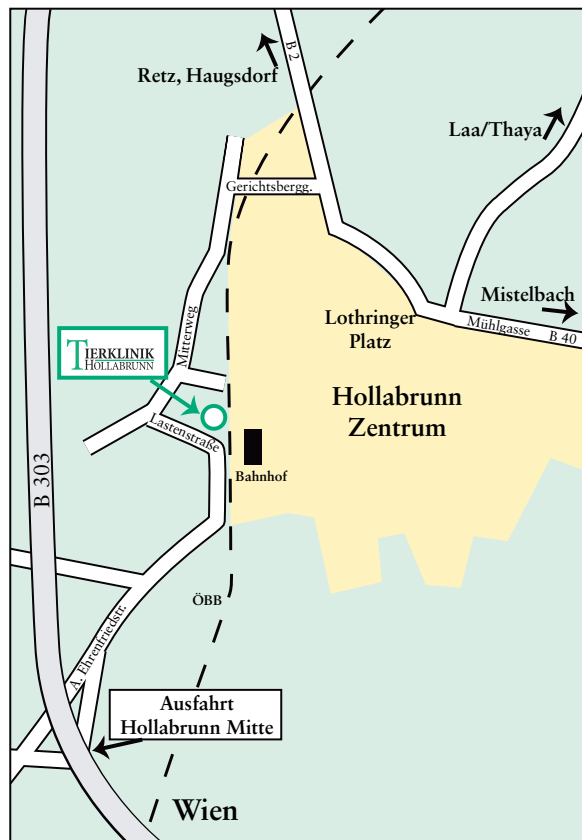 B 2
Retz, Haugsdorf
Laa/Thaya
Gerichtsbergg.
Mistelbach
Mühlgasse
B 40
Lothringer
Platz
Mitterweg
TIERKLINIK
HOLLABRUNN
Hollabrunn
Zentrum
Lastenstraße
Bahnhof
B 303
ÖBB
A. Ehrenfriedstr.
Ausfahrt
Hollabrunn Mitte
Wien